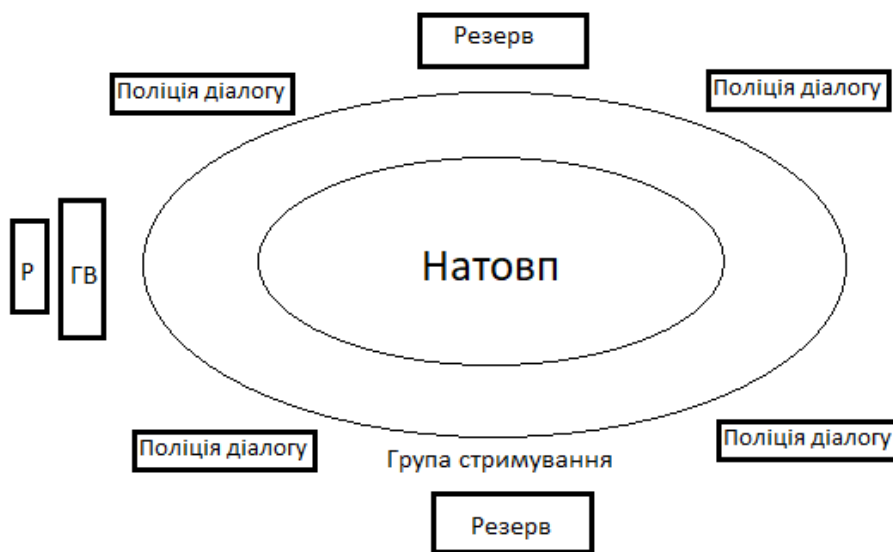 Резерв
Поліція діалогу
Поліція діалогу
Р
ГВ
Натовп
Поліція діалогу
Поліція діалогу
Група стримування
Резерв